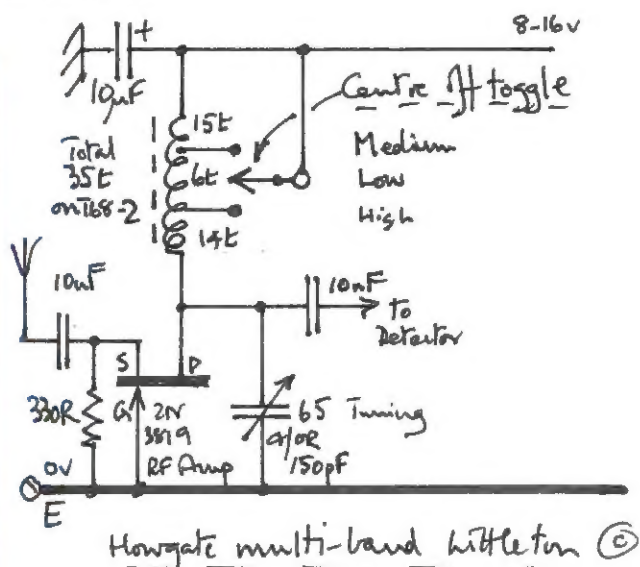 8-16v
+
10µF
Centre Off toggle
15t
Medium
Total
35t
on T68-2
6t
Low
High
14t
10nF
10nF
To
Detector
S
D
330R
G
2N
3819
65 Tuning
&/OR
150pF
RF Amp
0V
E
Howgate multi-band Littleton ©